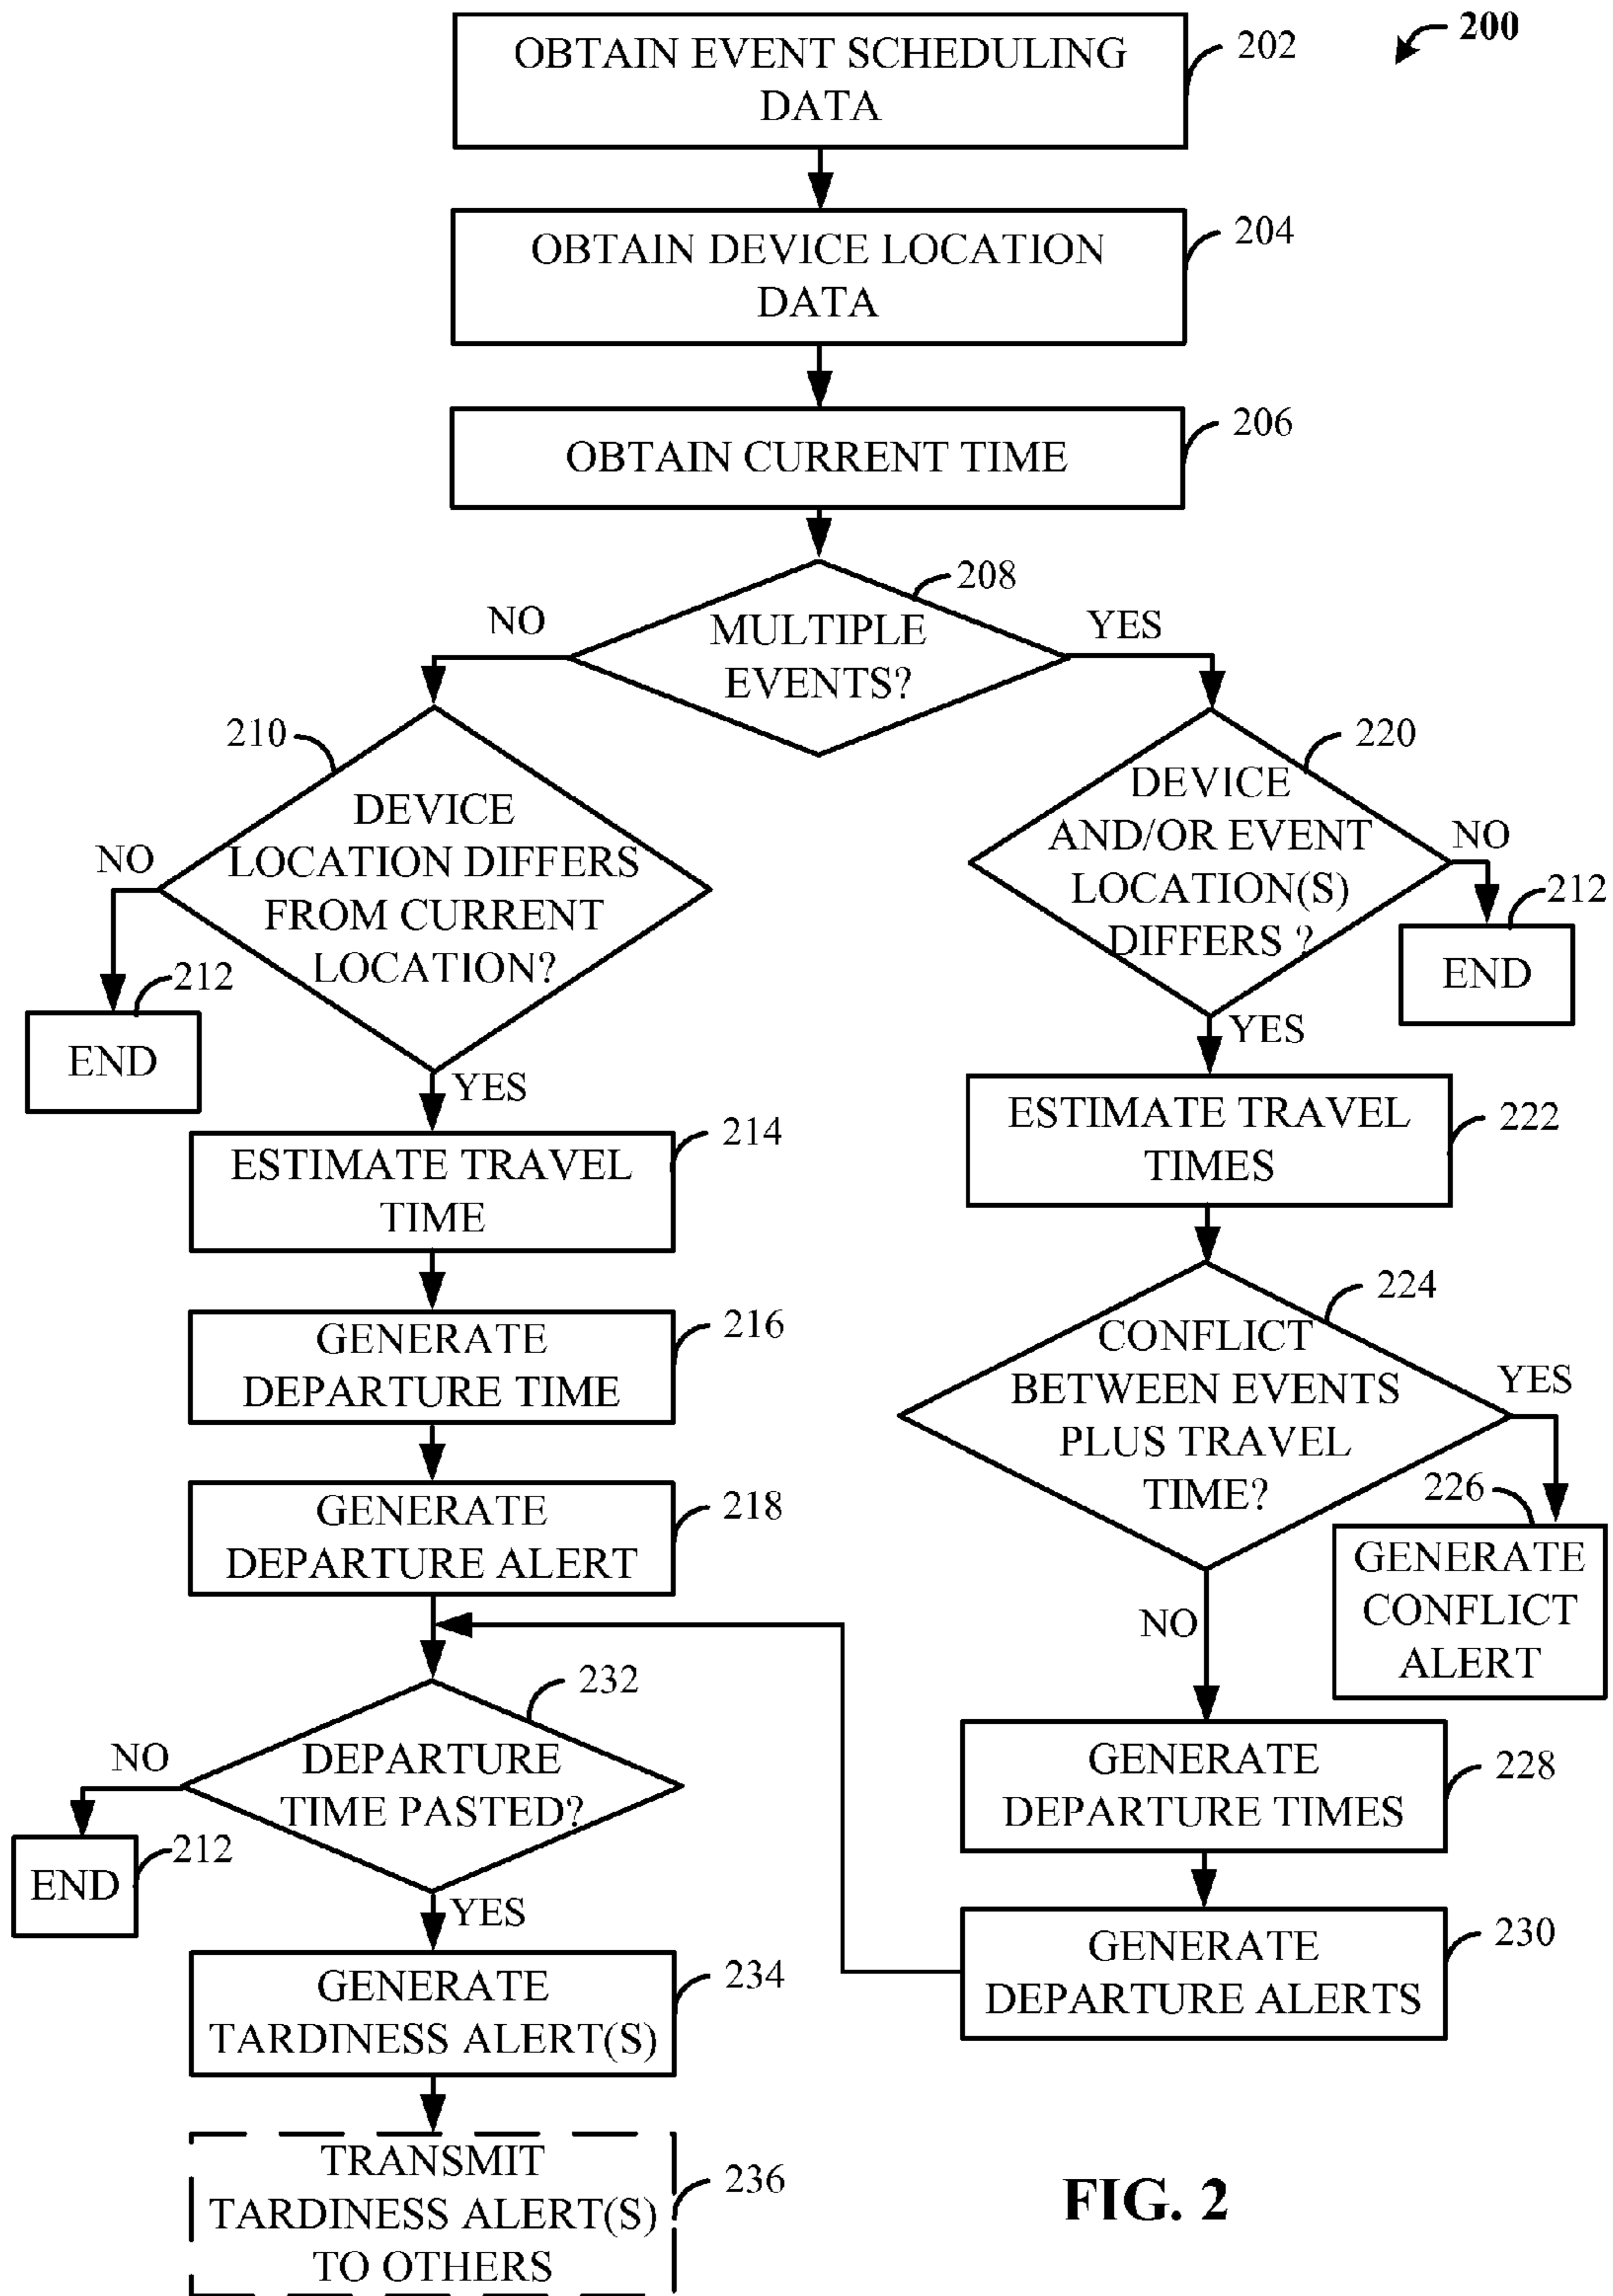 200
OBTAIN EVENT SCHEDULING
DATA
202
OBTAIN DEVICE LOCATION
DATA
204
OBTAIN CURRENT TIME
206
MULTIPLE
EVENTS?
208
NO
YES
210
DEVICE
LOCATION DIFFERS
FROM CURRENT
LOCATION?
NO
212
END
YES
220
DEVICE
AND/OR EVENT
LOCATION(S)
DIFFERS ?
NO
212
END
YES
ESTIMATE TRAVEL
TIME
214
GENERATE
DEPARTURE TIME
216
GENERATE
DEPARTURE ALERT
218
ESTIMATE TRAVEL
TIMES
222
CONFLICT
BETWEEN EVENTS
PLUS TRAVEL
TIME?
224
YES
226
GENERATE
CONFLICT
ALERT
NO
GENERATE
DEPARTURE TIMES
228
GENERATE
DEPARTURE ALERTS
230
232
DEPARTURE
TIME PASTED?
NO
212
END
YES
GENERATE
TARDINESS ALERT(S)
234
TRANSMIT
TARDINESS ALERT(S)
TO OTHERS
236
FIG. 2